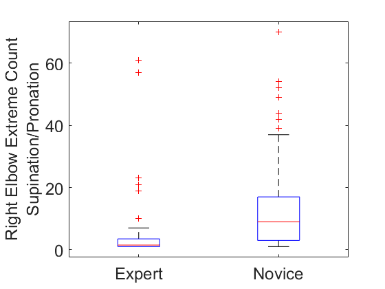 Right Elbow Extreme Count
Supination/Pronation
60
40
20
0
Expert
Novice